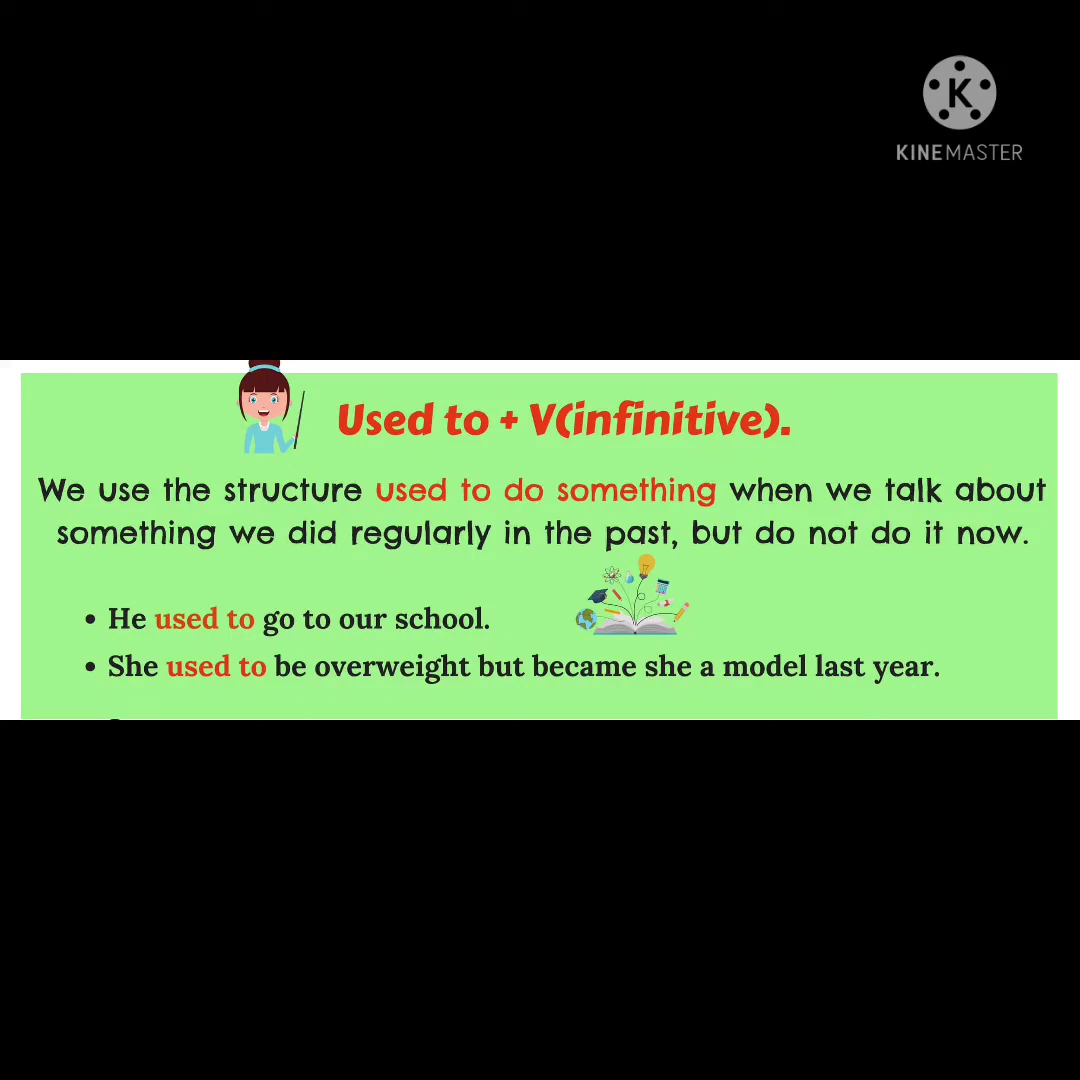 K
KINEMASTER
Used to + V(infinitive).
We use the structure used to do something when we talk about
something we did regularly in the past, but do not do it now.
• He used to go to our school.
• She used to be overweight but became she a model last year.